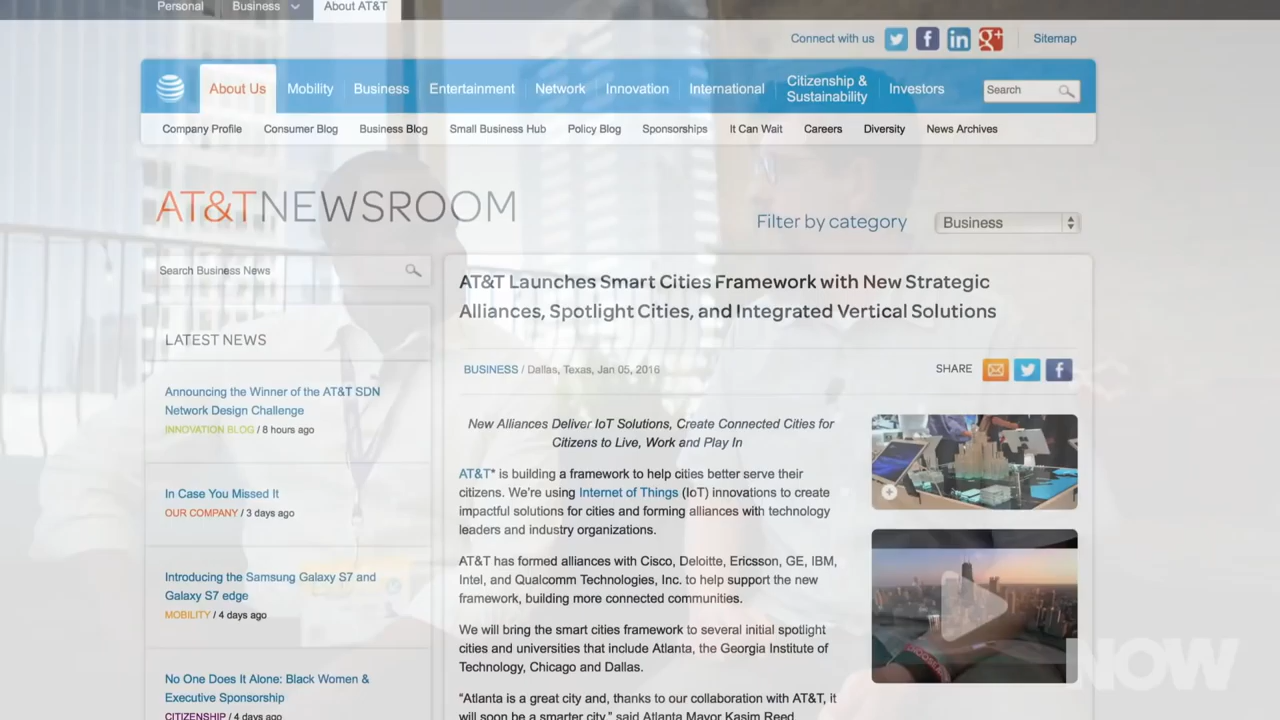 Personal
Business
About AT&T
Connect with us
Sitemap
About Us
Mobility
Business
Entertainment
Network
Innovation
International
Citizenship &
Sustainability
Investors
Search
Company Profile
Consumer Blog
Business Blog
Small Business Hub
Policy Blog
Sponsorships
It Can Wait
Careers
Diversity
News Archives
AT&TNEWSROOM
Filter by category
Business
Search Business News
LATEST NEWS
Announcing the Winner of the AT&T SDN
Network Design Challenge
INNOVATION BLOG / 8 hours ago
In Case You Missed It
OUR COMPANY / 3 days ago
Introducing the Samsung Galaxy S7 and
Galaxy S7 edge
MOBILITY / 4 days ago
No One Does It Alone: Black Women &
Executive Sponsorship
CITIZENSHIP / 4 days ago
AT&T Launches Smart Cities Framework with New Strategic
Alliances, Spotlight Cities, and Integrated Vertical Solutions
BUSINESS / Dallas, Texas, Jan 05, 2016
SHARE
New Alliances Deliver IoT Solutions, Create Connected Cities for
Citizens to Live, Work and Play In
AT&T* is building a framework to help cities better serve their
citizens. We're using Internet of Things (IoT) innovations to create
impactful solutions for cities and forming alliances with technology
leaders and industry organizations.
AT&T has formed alliances with Cisco, Deloitte, Ericsson, GE, IBM,
Intel, and Qualcomm Technologies, Inc. to help support the new
framework, building more connected communities.
We will bring the smart cities framework to several initial spotlight
cities and universities that include Atlanta, the Georgia Institute of
Technology, Chicago and Dallas.
"Atlanta is a great city and, thanks to our collaboration with AT&T, it
will soon be a smarter city," said Atlanta Mayor Kasim Reed.
NOW